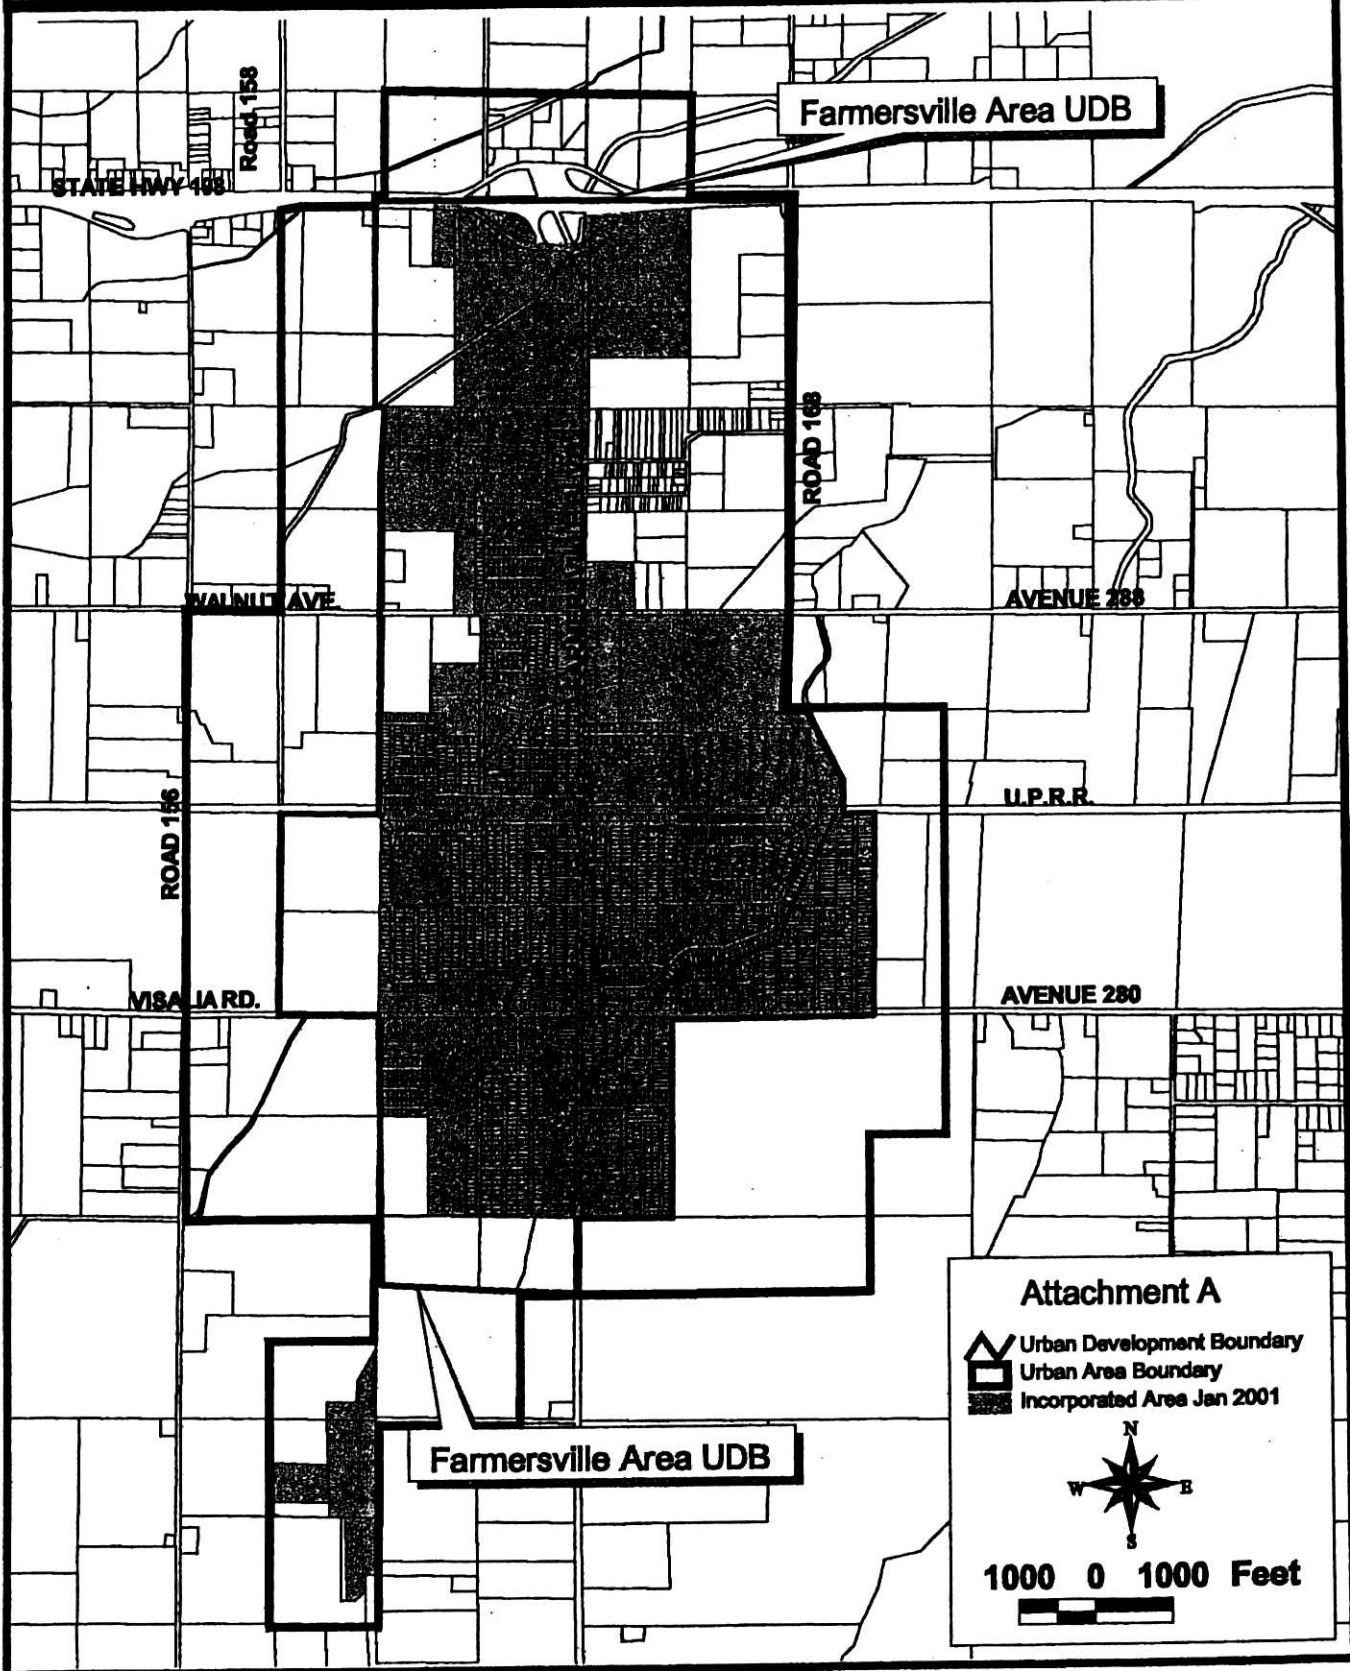 Road 158
Farmersville Area UDB
STATE HWY 198
ROAD 168
WALNUT AVE.
AVENUE 288
U.P.R.R.
ROAD 156
VISALIA RD.
AVENUE 280
Attachment A
Urban Development Boundary
Urban Area Boundary
Incorporated Area Jan 2001
N
W E
S
1000 0 1000 Feet
Farmersville Area UDB